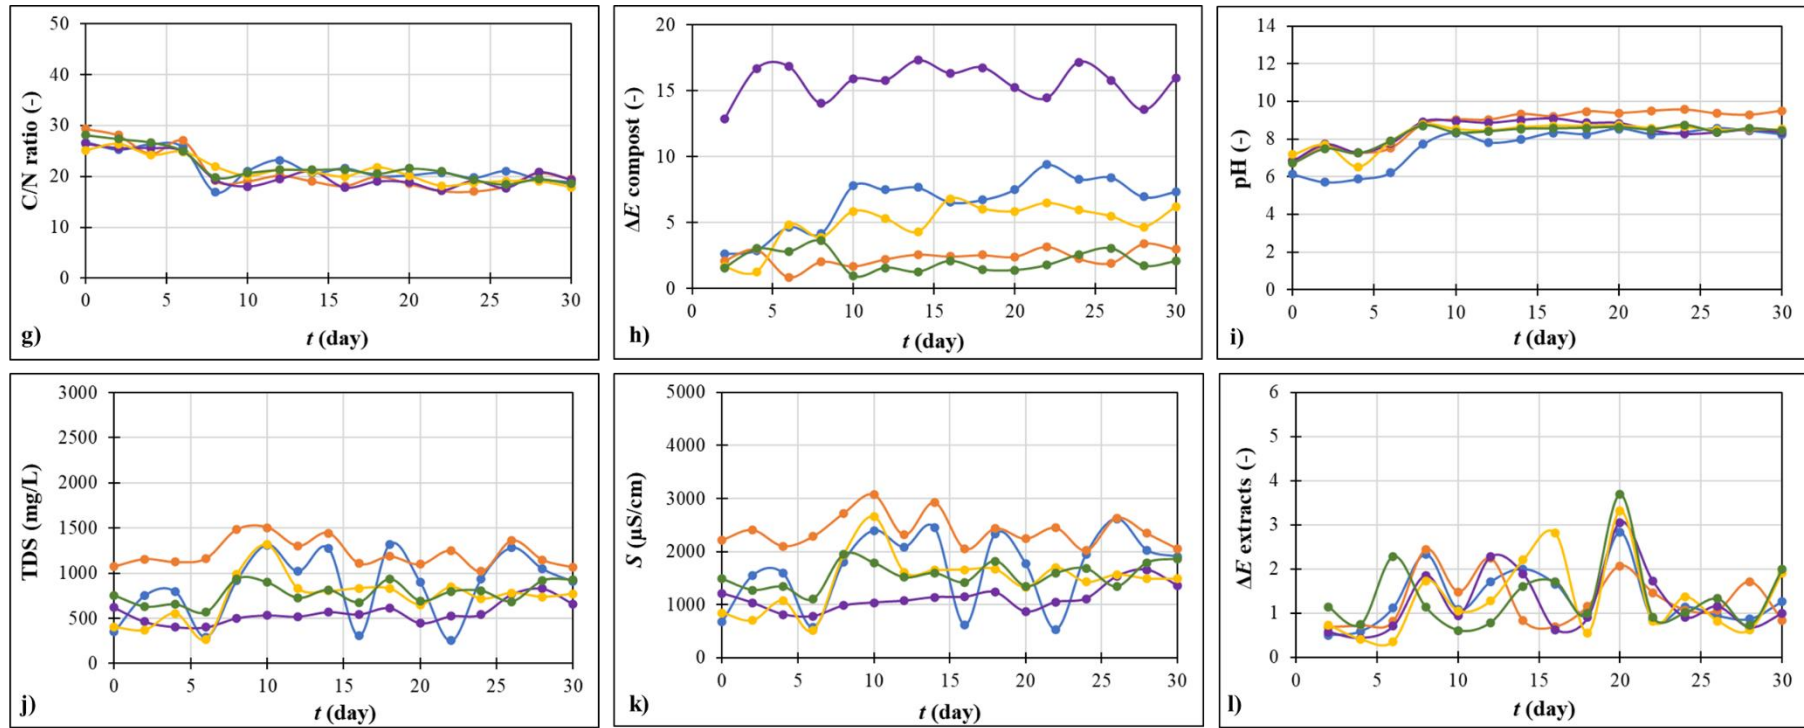 C/N ratio (-)
50
40
30
20
10
0
0 5 10 15 20 25 30
t (day)
g)
ΔE compost (-)
20
15
10
5
0
0 5 10 15 20 25 30
t (day)
h)
pH (-)
14
12
10
8
6
4
2
0
0 5 10 15 20 25 30
t (day)
i)
TDS (mg/L)
3000
2500
2000
1500
1000
500
0
0 5 10 15 20 25 30
t (day)
j)
S (µS/cm)
5000
4000
3000
2000
1000
0
0 5 10 15 20 25 30
t (day)
k)
ΔE extracts (-)
6
5
4
3
2
1
0
0 5 10 15 20 25 30
t (day)
l)